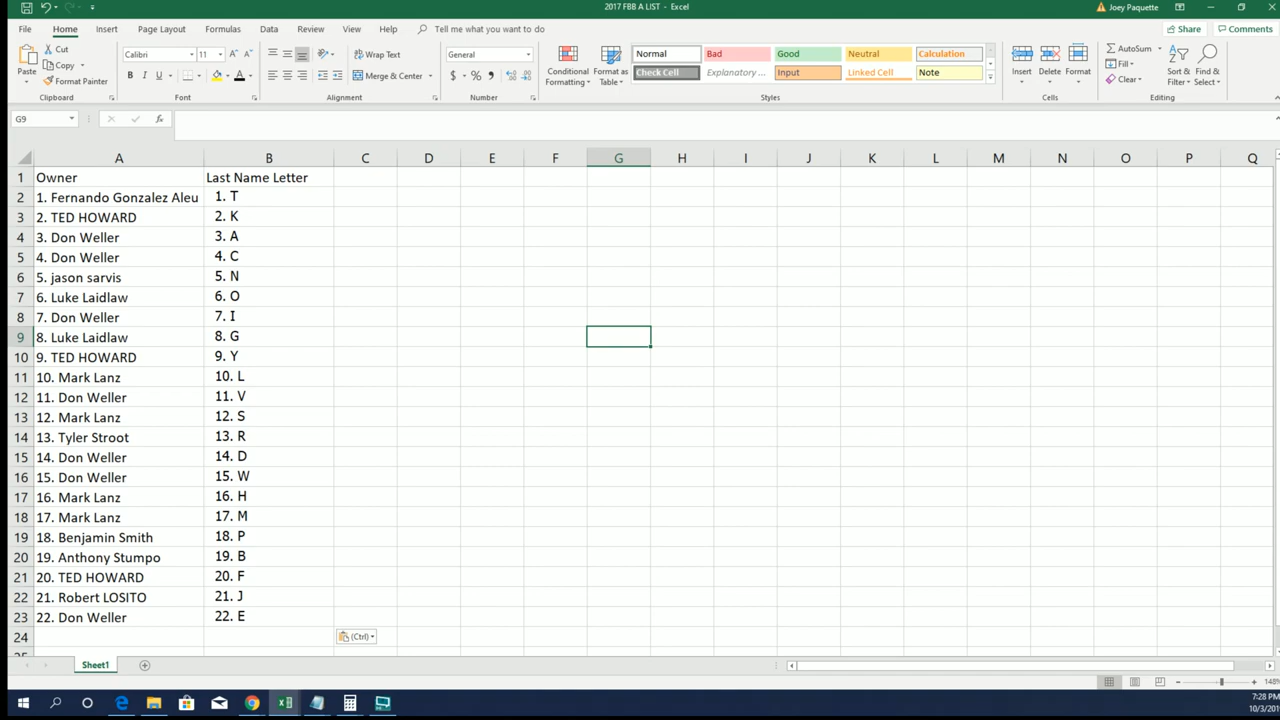 2017 FBB A LIST - Excel
Joey Paquette
File Home Insert Page Layout Formulas Data Review View Help Tell me what you want to do
Share Comments
Paste
Cut
Copy
Format Painter
Clipboard
Calibri 11
B I U
Font
Wrap Text
Merge & Center
Alignment
General
$ % ,
Number
Conditional Formatting
Format as Table
Normal Bad Good Neutral Calculation
Check Cell Explanatory ... Input Linked Cell Note
Styles
Insert Delete Format
Cells
AutoSum
Fill
Clear
Sort & Filter
Find & Select
Editing
G9
A B C D E F G H I J K L M N O P Q
1 Owner Last Name Letter
2 1. Fernando Gonzalez Aleu 1. T
3 2. TED HOWARD 2. K
4 3. Don Weller 3. A
5 4. Don Weller 4. C
6 5. jason sarvis 5. N
7 6. Luke Laidlaw 6. O
8 7. Don Weller 7. I
9 8. Luke Laidlaw 8. G
10 9. TED HOWARD 9. Y
11 10. Mark Lanz 10. L
12 11. Don Weller 11. V
13 12. Mark Lanz 12. S
14 13. Tyler Stroot 13. R
15 14. Don Weller 14. D
16 15. Don Weller 15. W
17 16. Mark Lanz 16. H
18 17. Mark Lanz 17. M
19 18. Benjamin Smith 18. P
20 19. Anthony Stumpo 19. B
21 20. TED HOWARD 20. F
22 21. Robert LOSITO 21. J
23 22. Don Weller 22. E
24
(Ctrl)
Sheet1
148%
7:28 PM
10/3/201